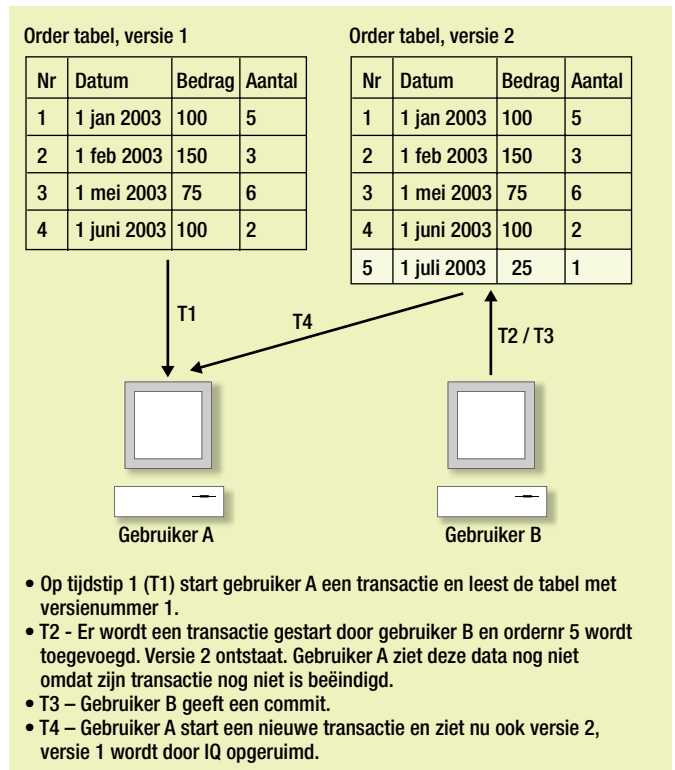 Order tabel, versie 1
Nr Datum Bedrag Aantal
1 1 jan 2003 100 5
2 1 feb 2003 150 3
3 1 mei 2003 75 6
4 1 juni 2003 100 2
Order tabel, versie 2
Nr Datum Bedrag Aantal
1 1 jan 2003 100 5
2 1 feb 2003 150 3
3 1 mei 2003 75 6
4 1 juni 2003 100 2
5 1 juli 2003 25 1
T1
T4
T2 / T3
Gebruiker A
Gebruiker B
• Op tijdstip 1 (T1) start gebruiker A een transactie en leest de tabel met
versienummer 1.
• T2 - Er wordt een transactie gestart door gebruiker B en ordernr 5 wordt
toegevoegd. Versie 2 ontstaat. Gebruiker A ziet deze data nog niet
omdat zijn transactie nog niet is beëindigd.
• T3 – Gebruiker B geeft een commit.
• T4 – Gebruiker A start een nieuwe transactie en ziet nu ook versie 2,
versie 1 wordt door IQ opgeruimd.